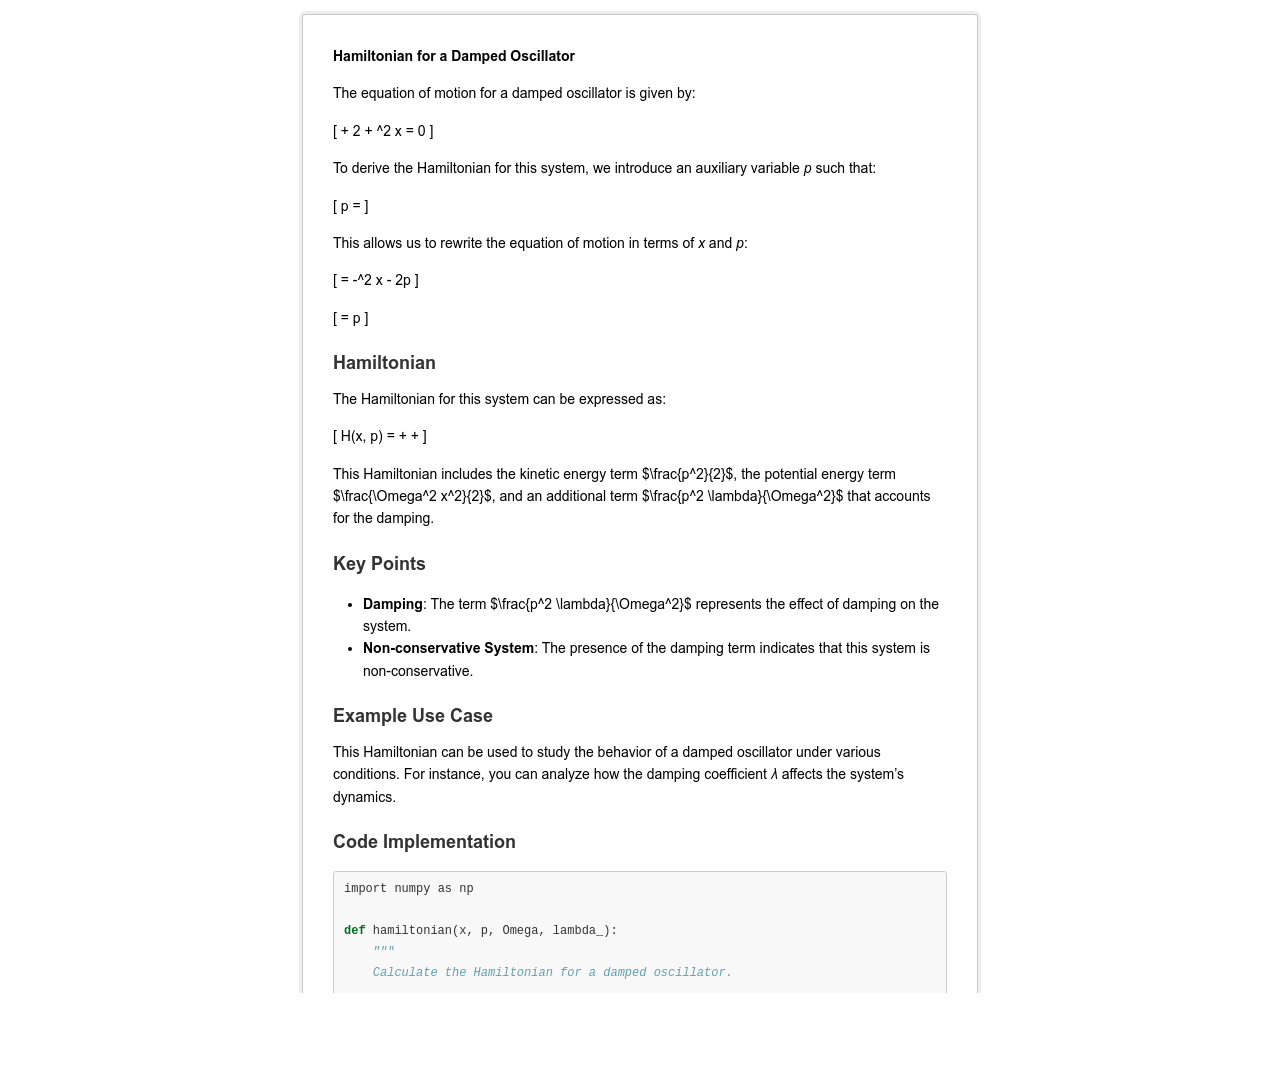 Hamiltonian for a Damped Oscillator
The equation of motion for a damped oscillator is given by:
[ + 2 + ^2 x = 0 ]
To derive the Hamiltonian for this system, we introduce an auxiliary variable p such that:
[ p = ]
This allows us to rewrite the equation of motion in terms of x and p:
[ = -^2 x - 2p ]
[ = p ]
Hamiltonian
The Hamiltonian for this system can be expressed as:
[ H(x, p) = + + ]
This Hamiltonian includes the kinetic energy term $\frac{p^2}{2}$, the potential energy term
$\frac{\Omega^2 x^2}{2}$, and an additional term $\frac{p^2 \lambda}{\Omega^2}$ that accounts
for the damping.
Key Points
• Damping: The term $\frac{p^2 \lambda}{\Omega^2}$ represents the effect of damping on the
system.
• Non-conservative System: The presence of the damping term indicates that this system is
non-conservative.
Example Use Case
This Hamiltonian can be used to study the behavior of a damped oscillator under various
conditions. For instance, you can analyze how the damping coefficient λ affects the system’s
dynamics.
Code Implementation
import numpy as np
def hamiltonian(x, p, Omega, lambda_):
"""
Calculate the Hamiltonian for a damped oscillator.